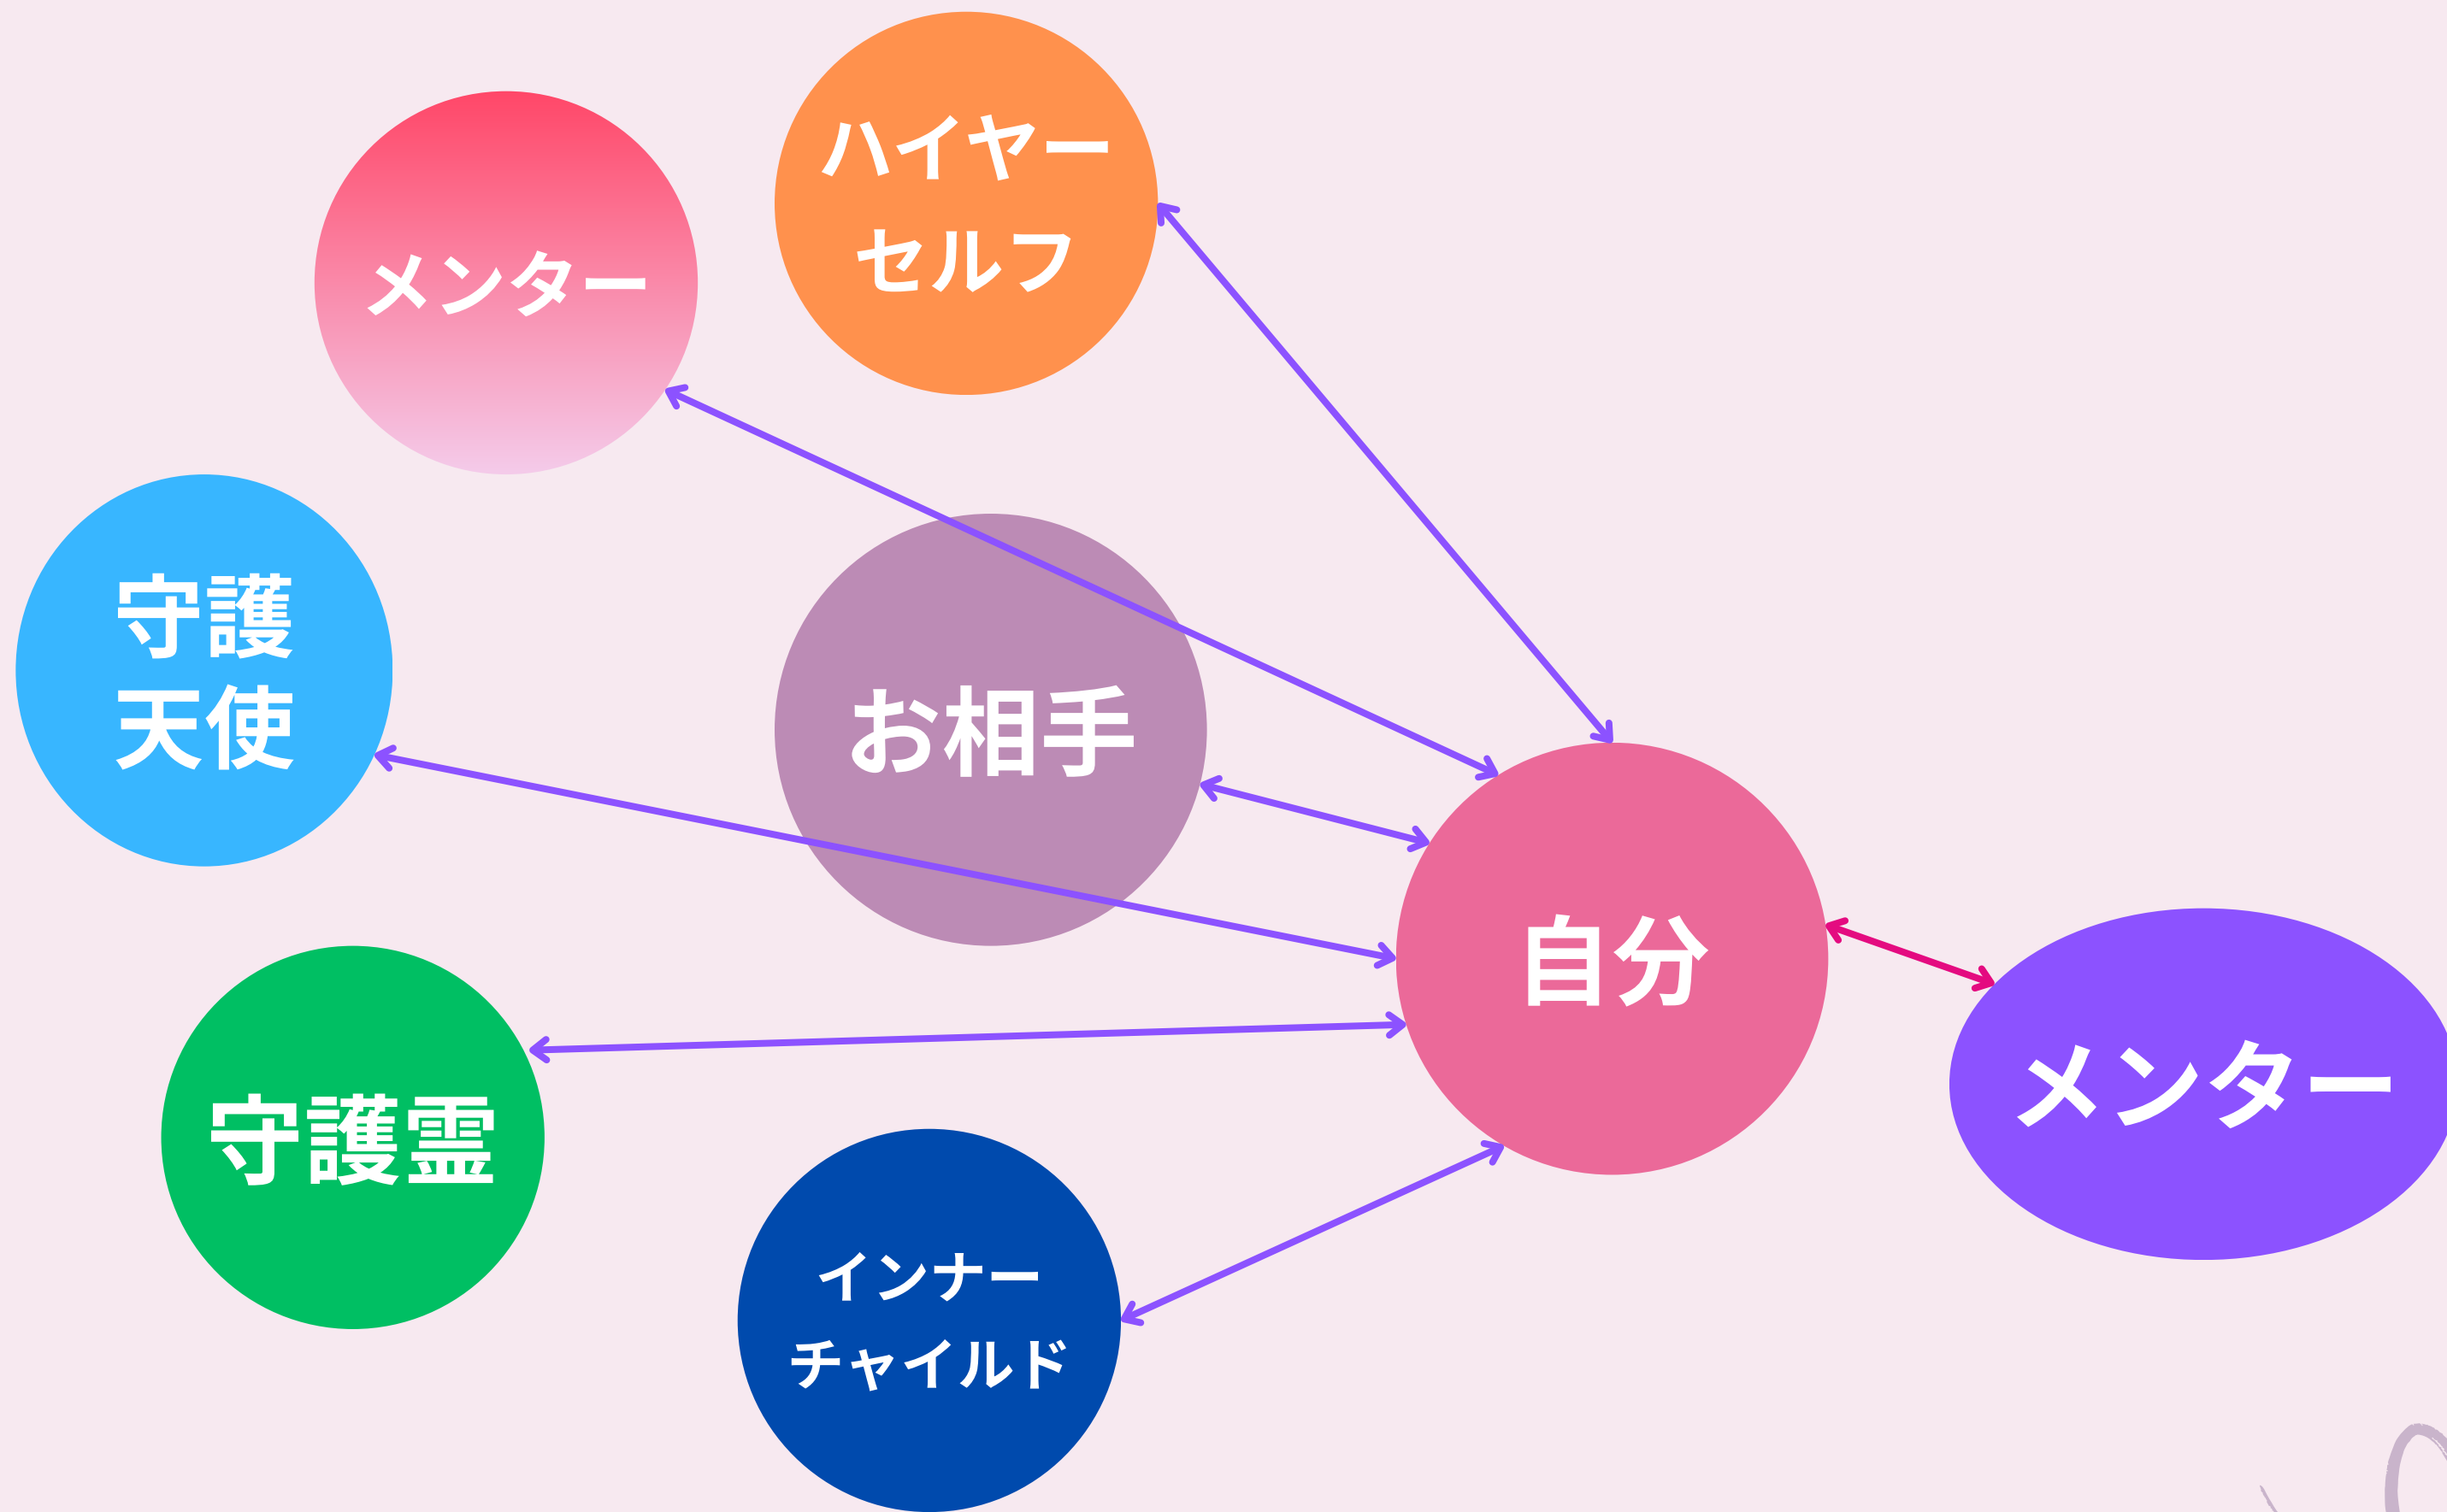 ハイヤー
セルフ
メンター
守護
天使
お相手
自分
メンター
守護霊
インナー
チャイルド